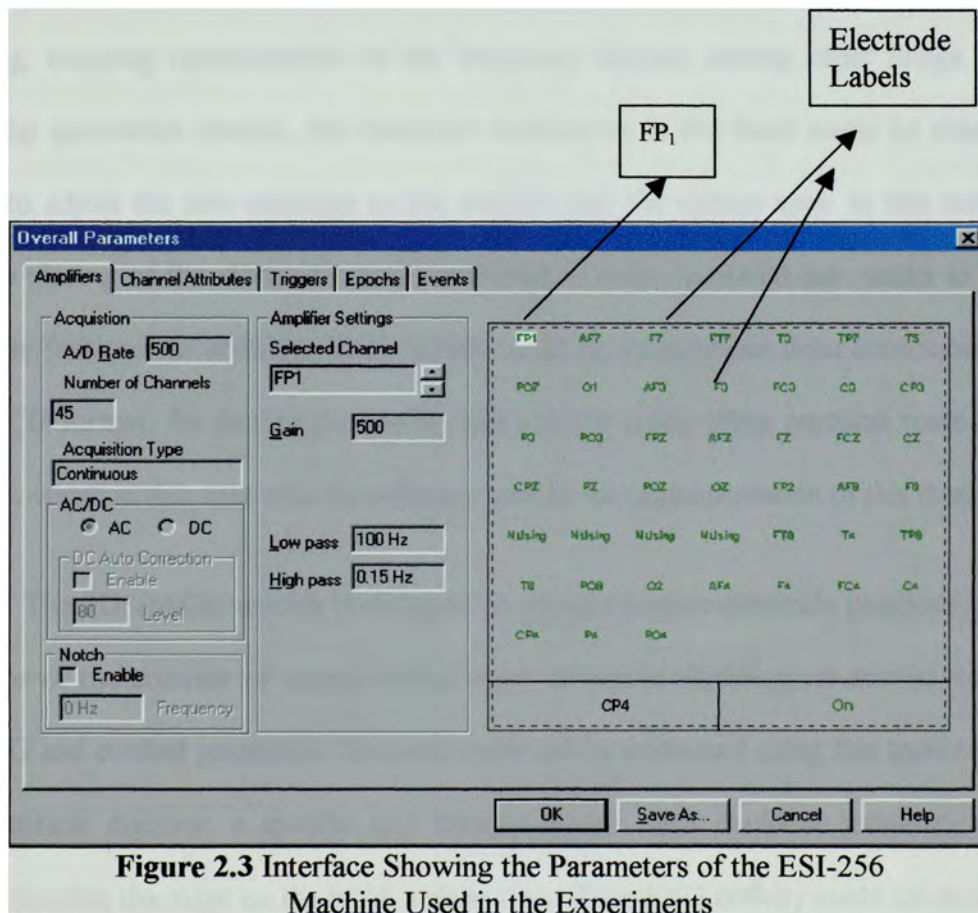 Electrode
Labels
FP1
Overall Parameters
Amplifiers Channel Attributes Triggers Epochs Events
Acquistion
A/D Rate 500
Number of Channels
45
Acquisition Type
Continuous
AC/DC
AC DC
DC Auto Correction
Enable
80 Level
Notch
Enable
0 Hz Frequency
Amplifier Settings
Selected Channel
FP1
Gain 500
Low pass 100 Hz
High pass 0.15 Hz
FP1 AF7 F7 FT7 T3 TP7 T5
PO7 O1 AF3 F3 FC3 C3 CP3
P3 PO3 FPZ AFZ FZ FCZ CZ
CPZ PZ POZ OZ FP2 AF8 F8
NUsing NUsing NUsing NUsing FT8 T4 TP8
T6 PO8 O2 AF4 F4 FC4 C4
CP4 P4 PO4
CP4 On
OK Save As... Cancel Help
Figure 2.3 Interface Showing the Parameters of the ESI-256
Machine Used in the Experiments